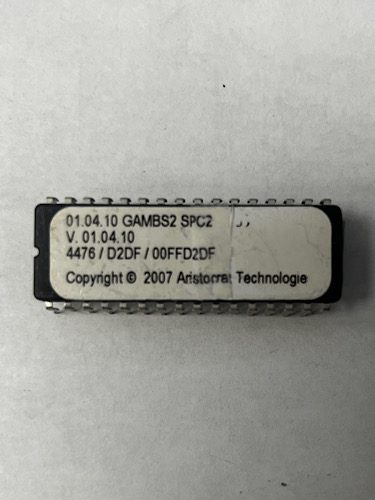 01.04.10 GAMBS2 SPC2
V. 01.04.10
4476 / D2DF / 00FFD2DF
Copyright © 2007 Aristocrat Technologie